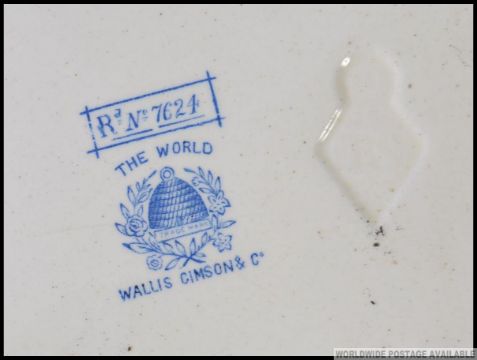 Rᵈ Nº 7624
THE WORLD
TRADE MARK
WALLIS GIMSON & Cº
WORLDWIDE POSTAGE AVAILABLE